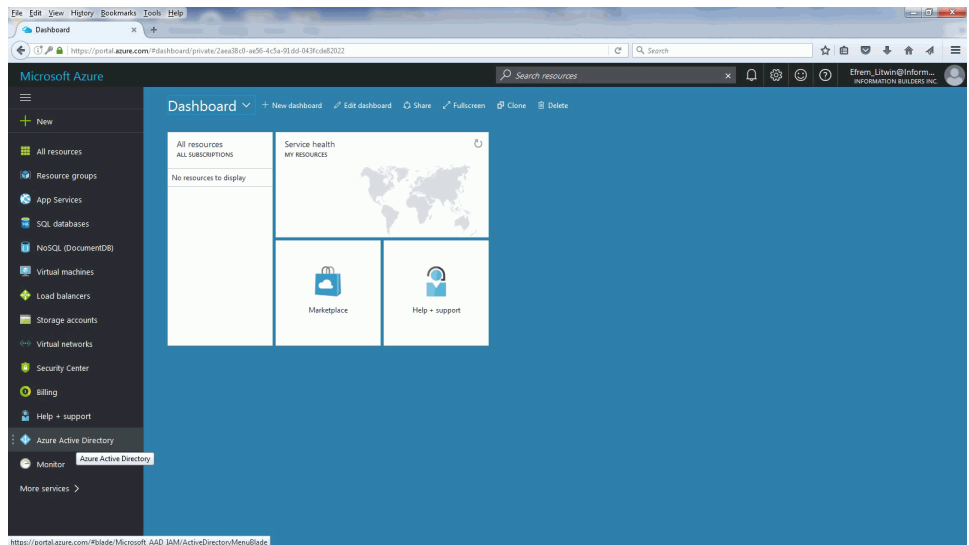 File Edit View History Bookmarks Tools Help
Dashboard × +
https://portal.azure.com/#dashboard/private/2aea38c0-ae56-4c5a-91dd-043fcde82022
Search
Microsoft Azure
Search resources ×
Efrem_Litwin@Inform...
INFORMATION BUILDERS INC.
Dashboard
+ New dashboard Edit dashboard Share Fullscreen Clone Delete
New
All resources
Resource groups
App Services
SQL databases
NoSQL (DocumentDB)
Virtual machines
Load balancers
Storage accounts
Virtual networks
Security Center
Billing
Help + support
Azure Active Directory
Monitor
Azure Active Directory
More services >
All resources
ALL SUBSCRIPTIONS
No resources to display
Service health
MY RESOURCES
Marketplace
Help + support
https://portal.azure.com/#blade/Microsoft_AAD_IAM/ActiveDirectoryMenuBlade